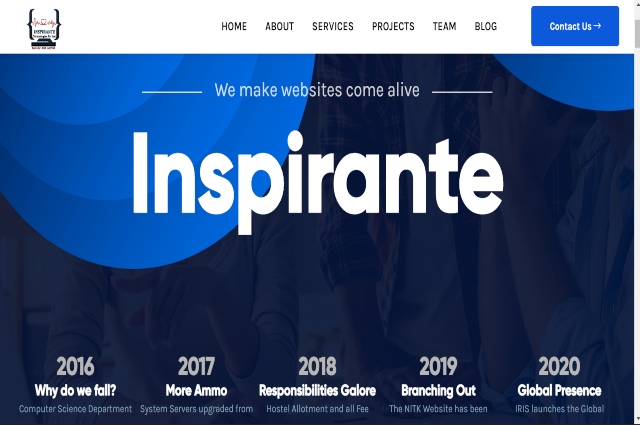 INSPIRANTE
HOME ABOUT SERVICES PROJECTS TEAM BLOG Contact Us →
We make websites come alive
Inspirante
2016 2017 2018 2019 2020
Why do we fall? More Ammo Responsibilities Galore Branching Out Global Presence
Computer Science Department System Servers upgraded from Hostel Allotment and all Fee The NITK Website has been IRIS launches the Global